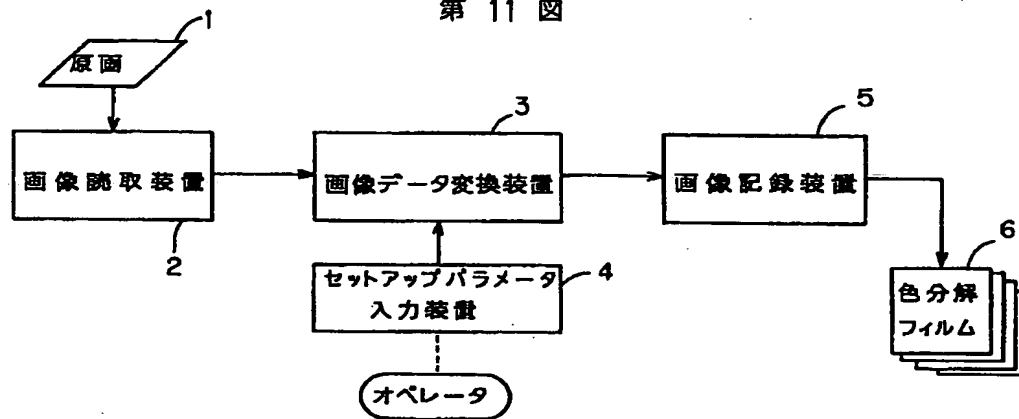 第 11 図
1
原画
画像読取装置
2
3
画像データ変換装置
セットアップパラメータ
入力装置
4
オペレータ
5
画像記録装置
6
色分解
フィルム